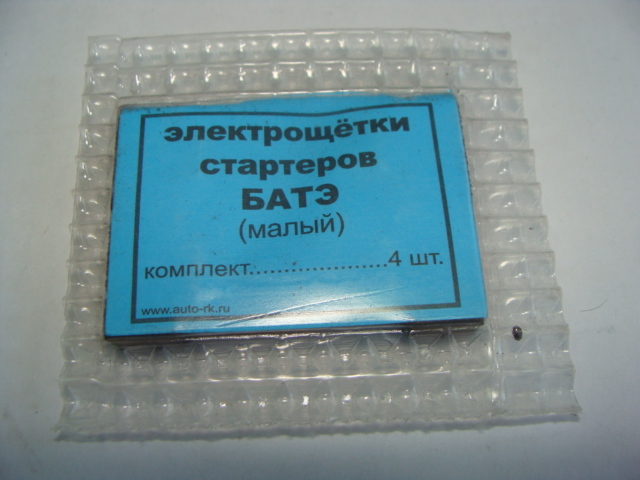 электрощётки
стартеров
БАТЭ
(малый)
комплект....................4 шт.
www.auto-rk.ru